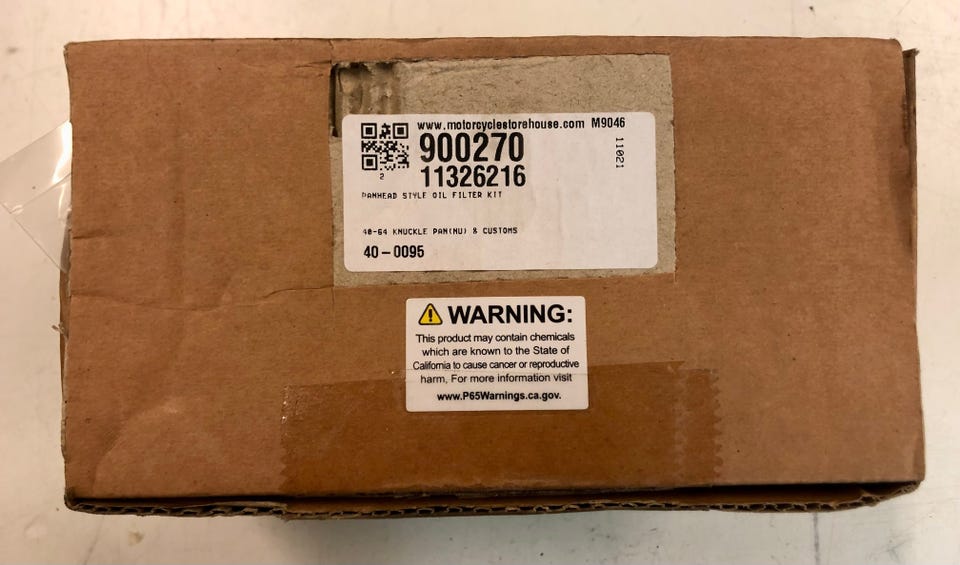 www.motorcyclestorehouse.com M9046
900270
11021
11326216
2
PANHEAD STYLE OIL FILTER KIT
40-64 KNUCKLE PAN(NU) & CUSTOMS
40-0095
WARNING:
This product may contain chemicals
which are known to the State of
California to cause cancer or reproductive
harm. For more information visit
www.P65Warnings.ca.gov.